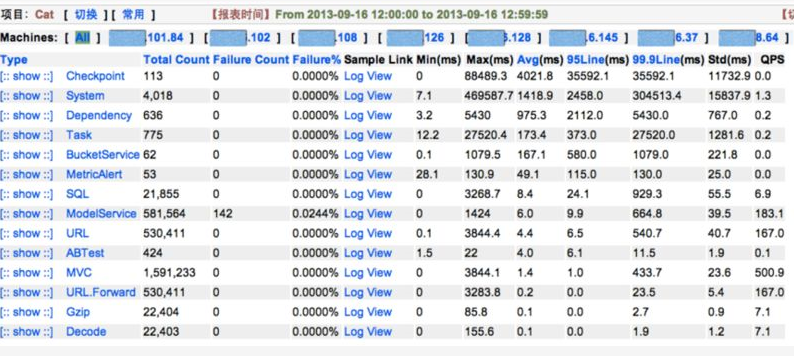 项目: Cat [ 切换 ][ 常用 ] 【报表时间】From 2013-09-16 12:00:00 to 2013-09-16 12:59:59 【切
Machines: [ All ] [ .101.84 ] [ .102 ] [ .108 ] [ 126 ] [ 5.128 ] [ .6.145 ] [ 6.37 ] [ 8.64 ]
Type Total Count Failure Count Failure% Sample Link Min(ms) Max(ms) Avg(ms) 95Line(ms) 99.9Line(ms) Std(ms) QPS
[:: show ::] Checkpoint 113 0 0.0000% Log View 0 88489.3 4021.8 35592.1 35592.1 11732.9 0.0
[:: show ::] System 4,018 0 0.0000% Log View 7.1 469587.7 1418.9 2458.0 304513.4 15837.9 1.3
[:: show ::] Dependency 636 0 0.0000% Log View 3.2 5430 975.3 2112.0 5430.0 767.0 0.2
[:: show ::] Task 775 0 0.0000% Log View 12.2 27520.4 173.4 373.0 27520.0 1281.6 0.2
[:: show ::] BucketService 62 0 0.0000% Log View 0.1 1079.5 167.1 580.0 1079.0 221.8 0.0
[:: show ::] MetricAlert 53 0 0.0000% Log View 28.1 130.9 49.1 115.0 130.0 25.0 0.0
[:: show ::] SQL 21,855 0 0.0000% Log View 0 3268.7 8.4 24.1 929.3 55.5 6.9
[:: show ::] ModelService 581,564 142 0.0244% Log View 0 1424 6.0 9.9 664.8 39.5 183.1
[:: show ::] URL 530,411 0 0.0000% Log View 0.1 3844.4 4.4 6.5 540.7 40.7 167.0
[:: show ::] ABTest 424 0 0.0000% Log View 1.5 22 4.0 6.1 11.5 1.9 0.1
[:: show ::] MVC 1,591,233 0 0.0000% Log View 0 3844.1 1.4 1.0 433.7 23.6 500.9
[:: show ::] URL.Forward 530,411 0 0.0000% Log View 0 3283.8 0.2 0.0 23.5 5.4 167.0
[:: show ::] Gzip 22,404 0 0.0000% Log View 0 85.8 0.1 0.0 2.7 0.9 7.1
[:: show ::] Decode 22,403 0 0.0000% Log View 0 155.6 0.1 0.0 1.9 1.2 7.1